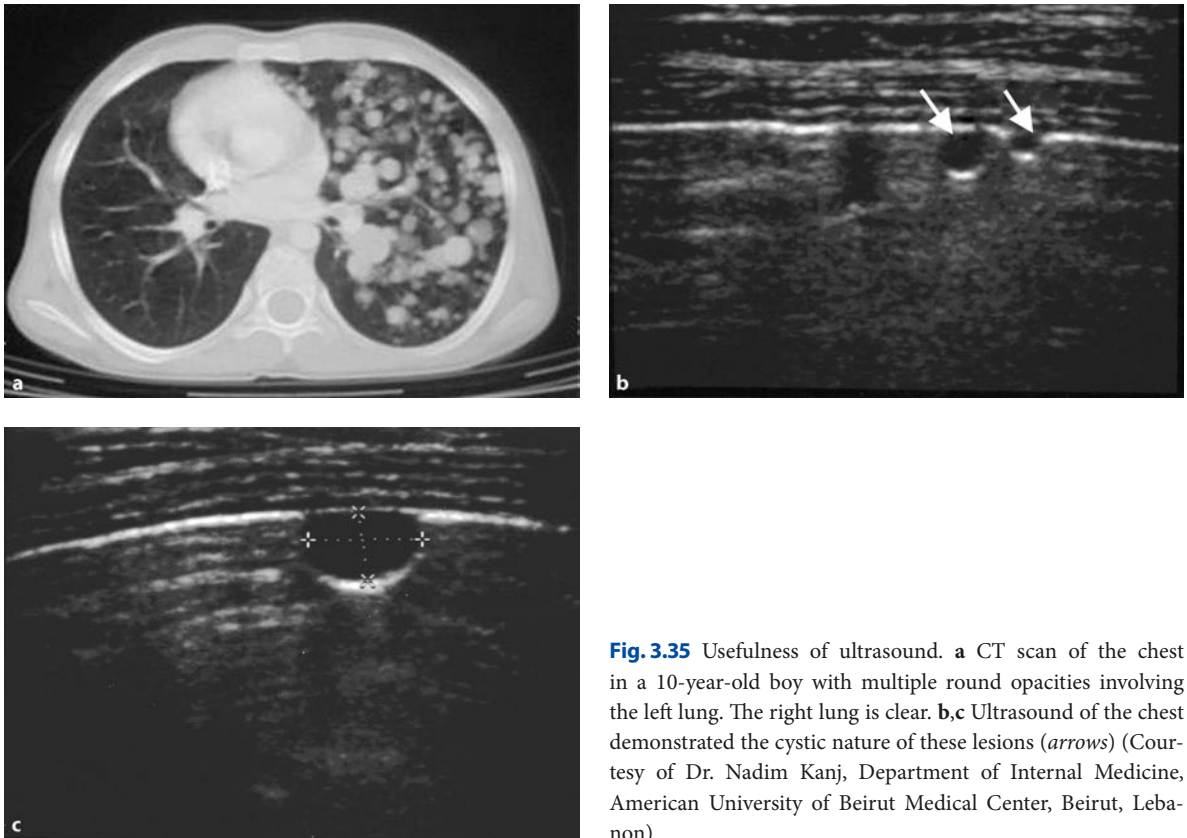 a
b
c
Fig. 3.35 Usefulness of ultrasound. a CT scan of the chest
in a 10-year-old boy with multiple round opacities involving
the left lung. The right lung is clear. b,c Ultrasound of the chest
demonstrated the cystic nature of these lesions (arrows) (Cour-
tesy of Dr. Nadim Kanj, Department of Internal Medicine,
American University of Beirut Medical Center, Beirut, Leba-
non)